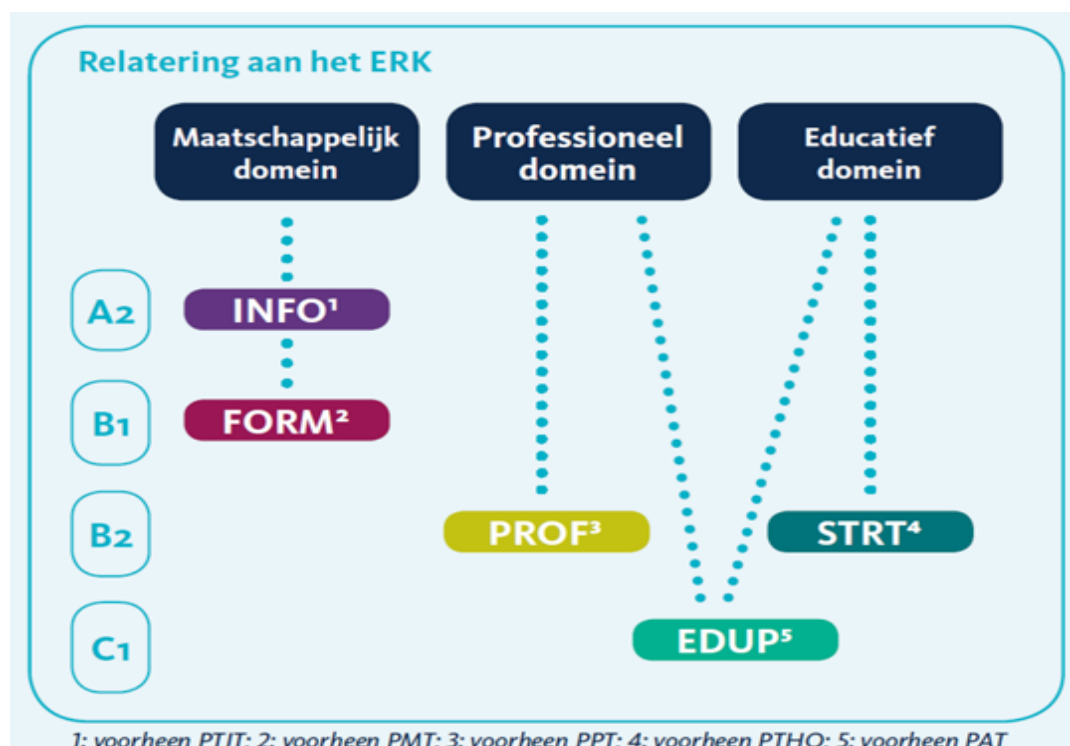 Relatering aan het ERK
Maatschappelijk
domein
Professioneel
domein
Educatief
domein
A2
INFO¹
B1
FORM²
B2
PROF³
STRT⁴
C1
EDUP⁵
1: voorheen PTIT; 2: voorheen PMT; 3: voorheen PPT; 4: voorheen PTHO; 5: voorheen PAT